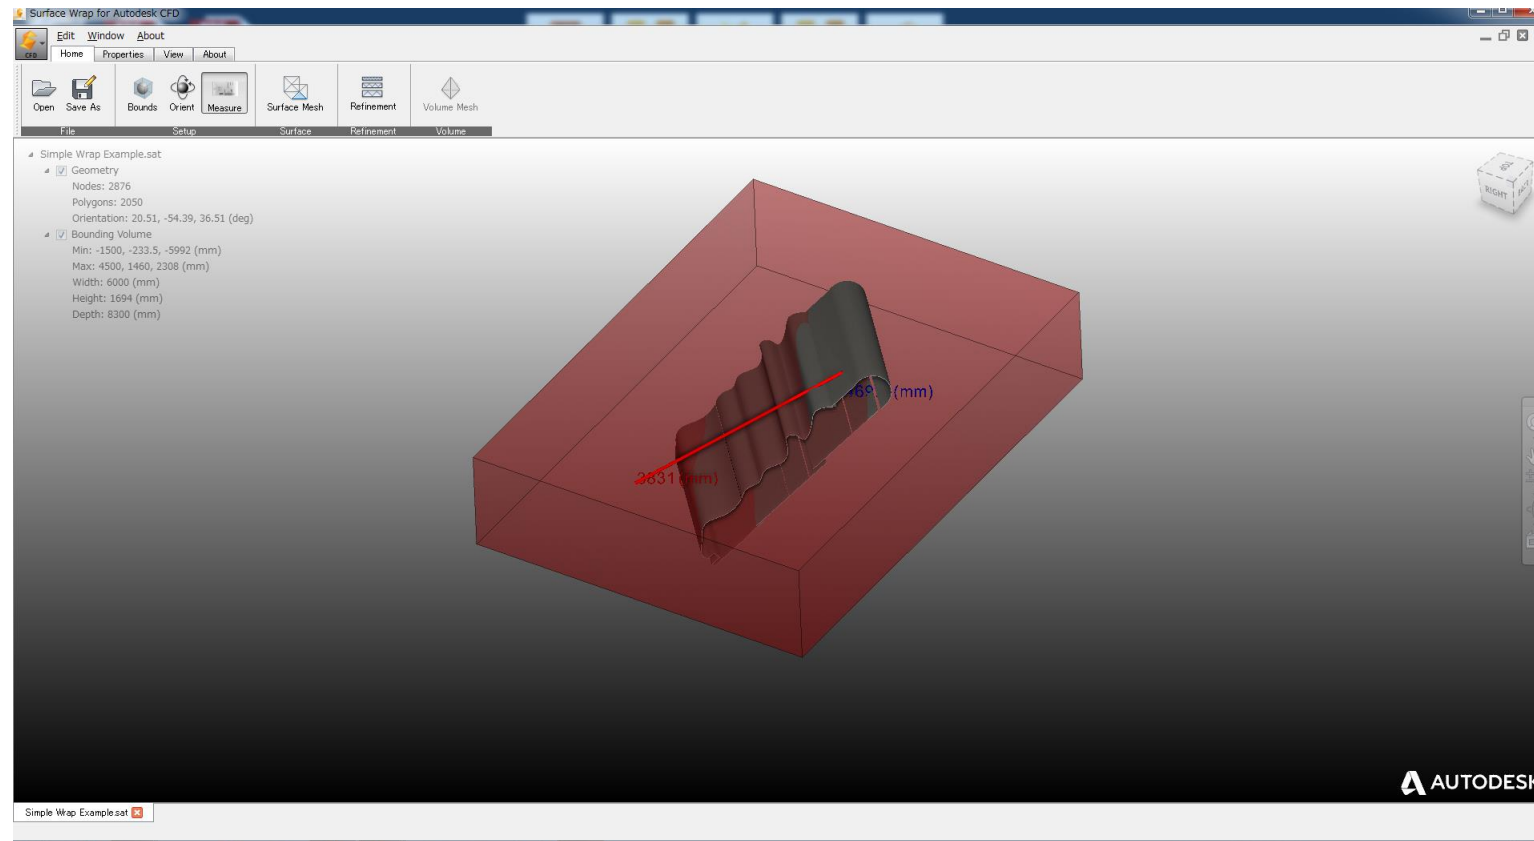 Surface Wrap for Autodesk CFD
Edit Window About
CFD
Home Properties View About
Open Save As Bounds Orient Measure Surface Mesh Refinement Volume Mesh
File Setup Surface Refinement Volume
Simple Wrap Example.sat
Geometry
Nodes: 2876
Polygons: 2050
Orientation: 20.51, -54.39, 36.51 (deg)
Bounding Volume
Min: -1500, -233.5, -5992 (mm)
Max: 4500, 1460, 2308 (mm)
Width: 6000 (mm)
Height: 1694 (mm)
Depth: 8300 (mm)
TOP
RIGHT
(mm)
3831 (mm)
AUTODESK
Simple Wrap Example.sat